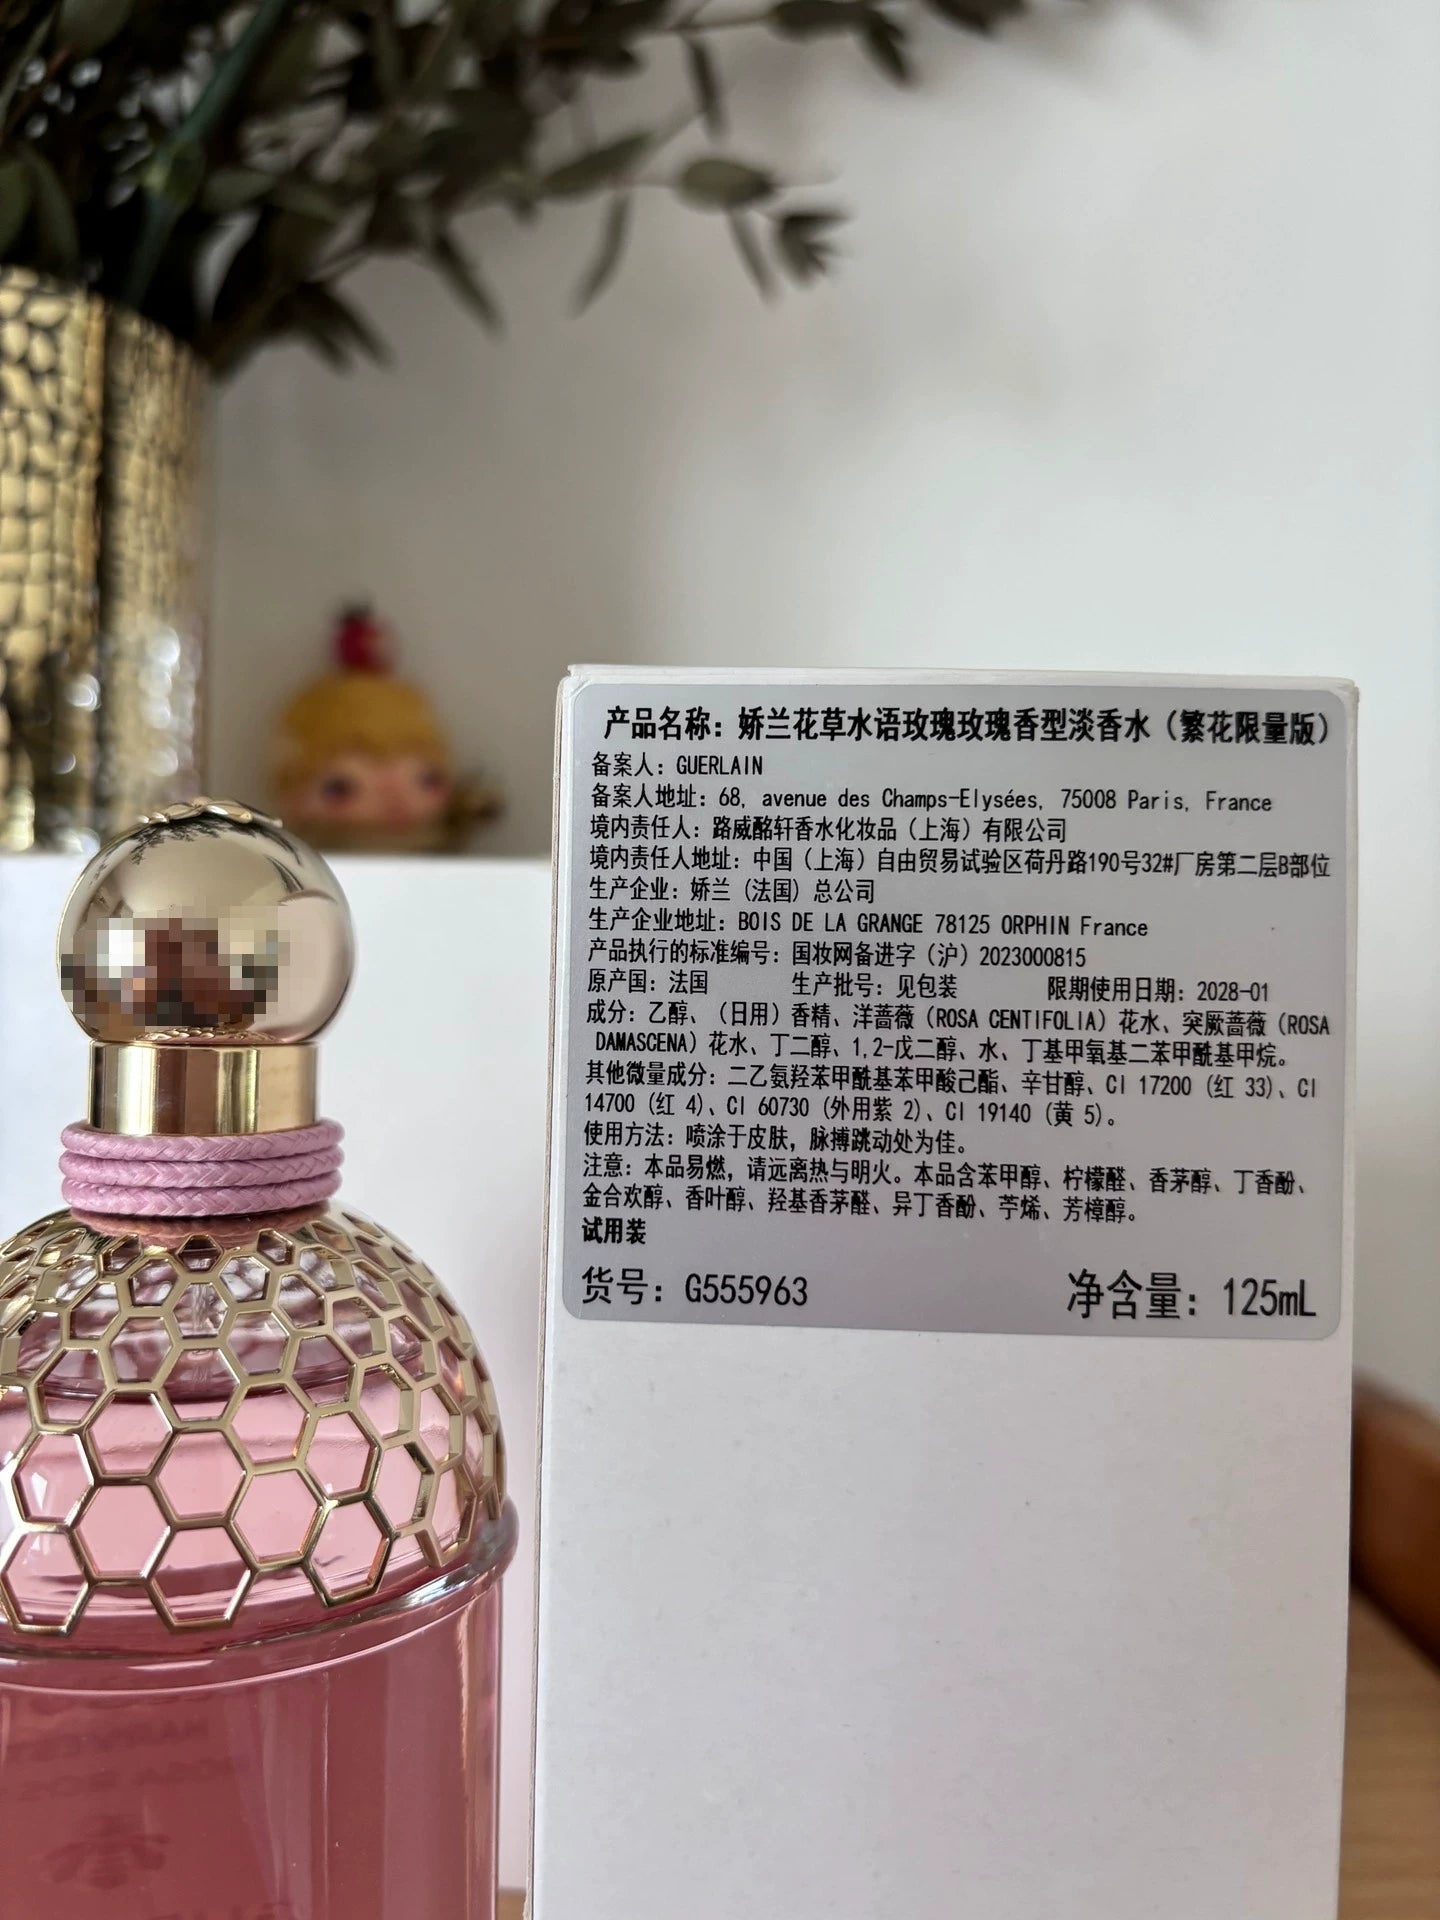 产品名称：娇兰花草水语玫瑰玫瑰香型淡香水（繁花限量版）
备案人：GUERLAIN
备案人地址：68, avenue des Champs-Elysées, 75008 Paris, France
境内责任人：路威酩轩香水化妆品（上海）有限公司
境内责任人地址：中国（上海）自由贸易试验区荷丹路190号32#厂房第二层B部位
生产企业：娇兰（法国）总公司
生产企业地址：BOIS DE LA GRANGE 78125 ORPHIN France
产品执行的标准编号：国妆网备进字（沪）2023000815
原产国：法国 生产批号：见包装 限期使用日期：2028-01
成分：乙醇、（日用）香精、洋蔷薇（ROSA CENTIFOLIA）花水、突厥蔷薇（ROSA
DAMASCENA）花水、丁二醇、1,2-戊二醇、水、丁基甲氧基二苯甲酰基甲烷。
其他微量成分：二乙氨羟苯甲酰基苯甲酸己酯、辛甘醇、CI 17200（红 33）、CI
14700（红 4）、CI 60730（外用紫 2）、CI 19140（黄 5）。
使用方法：喷涂于皮肤，脉搏跳动处为佳。
注意：本品易燃，请远离热与明火。本品含苯甲醇、柠檬醛、香茅醇、丁香酚、
金合欢醇、香叶醇、羟基香茅醛、异丁香酚、苧烯、芳樟醇。
试用装
货号：G555963 净含量：125mL